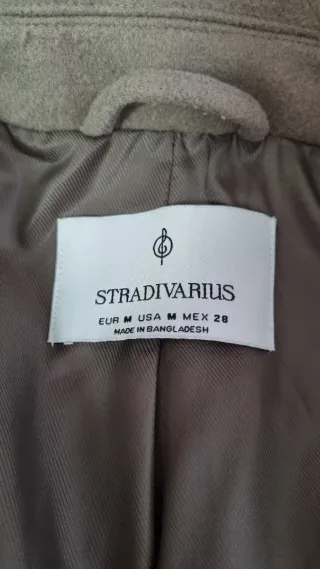 STRADIVARIUS
EUR M USA M MEX 28
MADE IN BANGLADESH